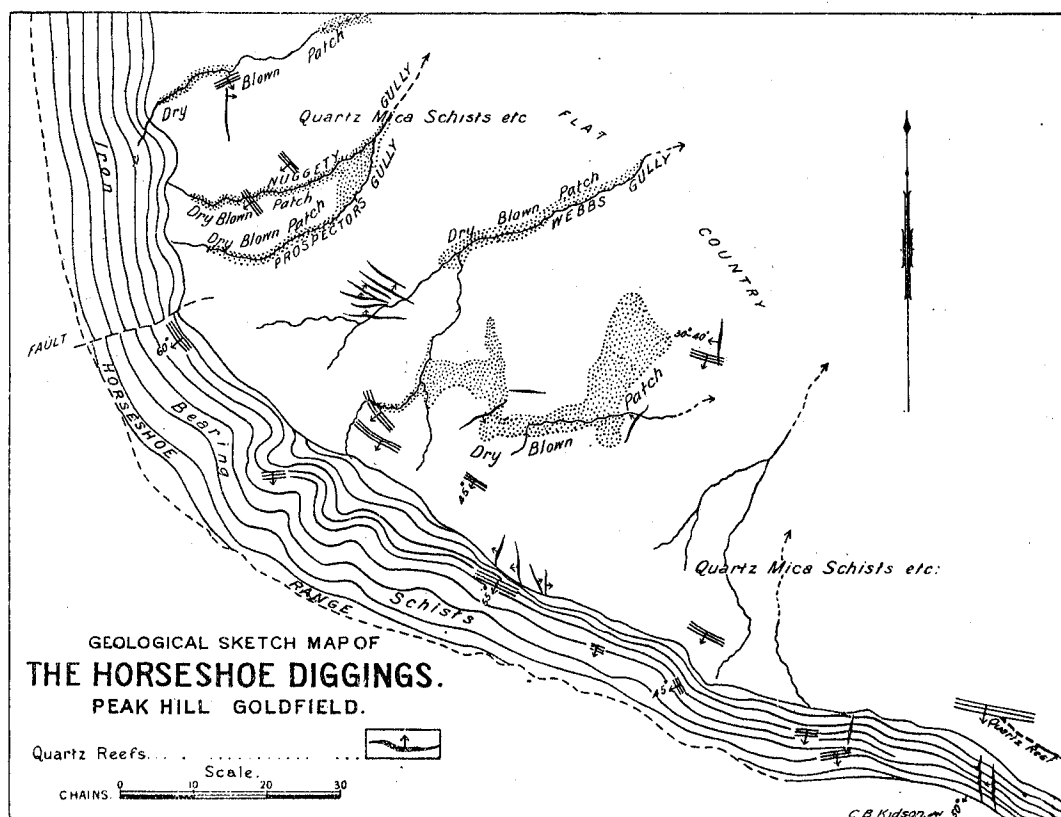 Dry Blown Patch
Quartz Mica Schists etc
FLAT
COUNTRY
Iron
Bearing
Schists
NUGGETY GULLY
Dry Blown Patch
Dry Blown Patch
PROSPECTORS GULLY
Dry Blown Patch
WEBBS GULLY
30°-40°
FAULT
60°
HORSESHOE
RANGE
Dry Blown Patch
45°
55°
Quartz Mica Schists etc:
45°
Quartz Reef
50°
GEOLOGICAL SKETCH MAP OF
THE HORSESHOE DIGGINGS.
PEAK HILL GOLDFIELD.
Quartz Reefs... . ......... . ......
Scale.
CHAINS. 0 10 20 30
C.B.Kidson